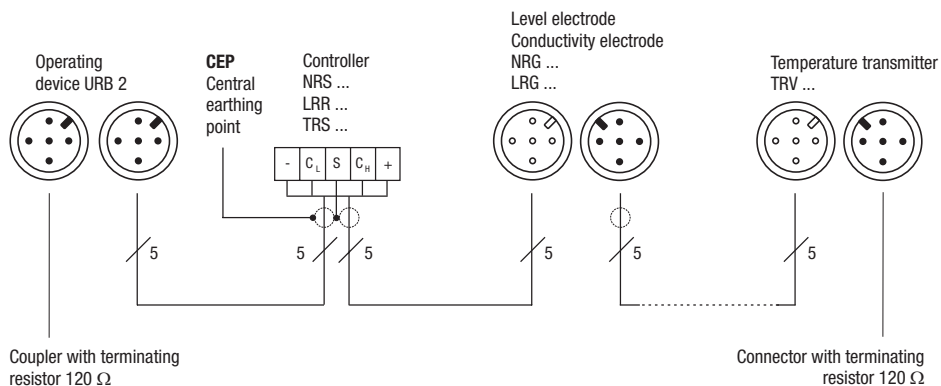 Operating
device URB 2
CEP
Central
earthing
point
Controller
NRS ...
LRR ...
TRS ...
Level electrode
Conductivity electrode
NRG ...
LRG ...
Temperature transmitter
TRV ...
- CL S CH +
5
5
5
5
5
Coupler with terminating
resistor 120 Ω
Connector with terminating
resistor 120 Ω